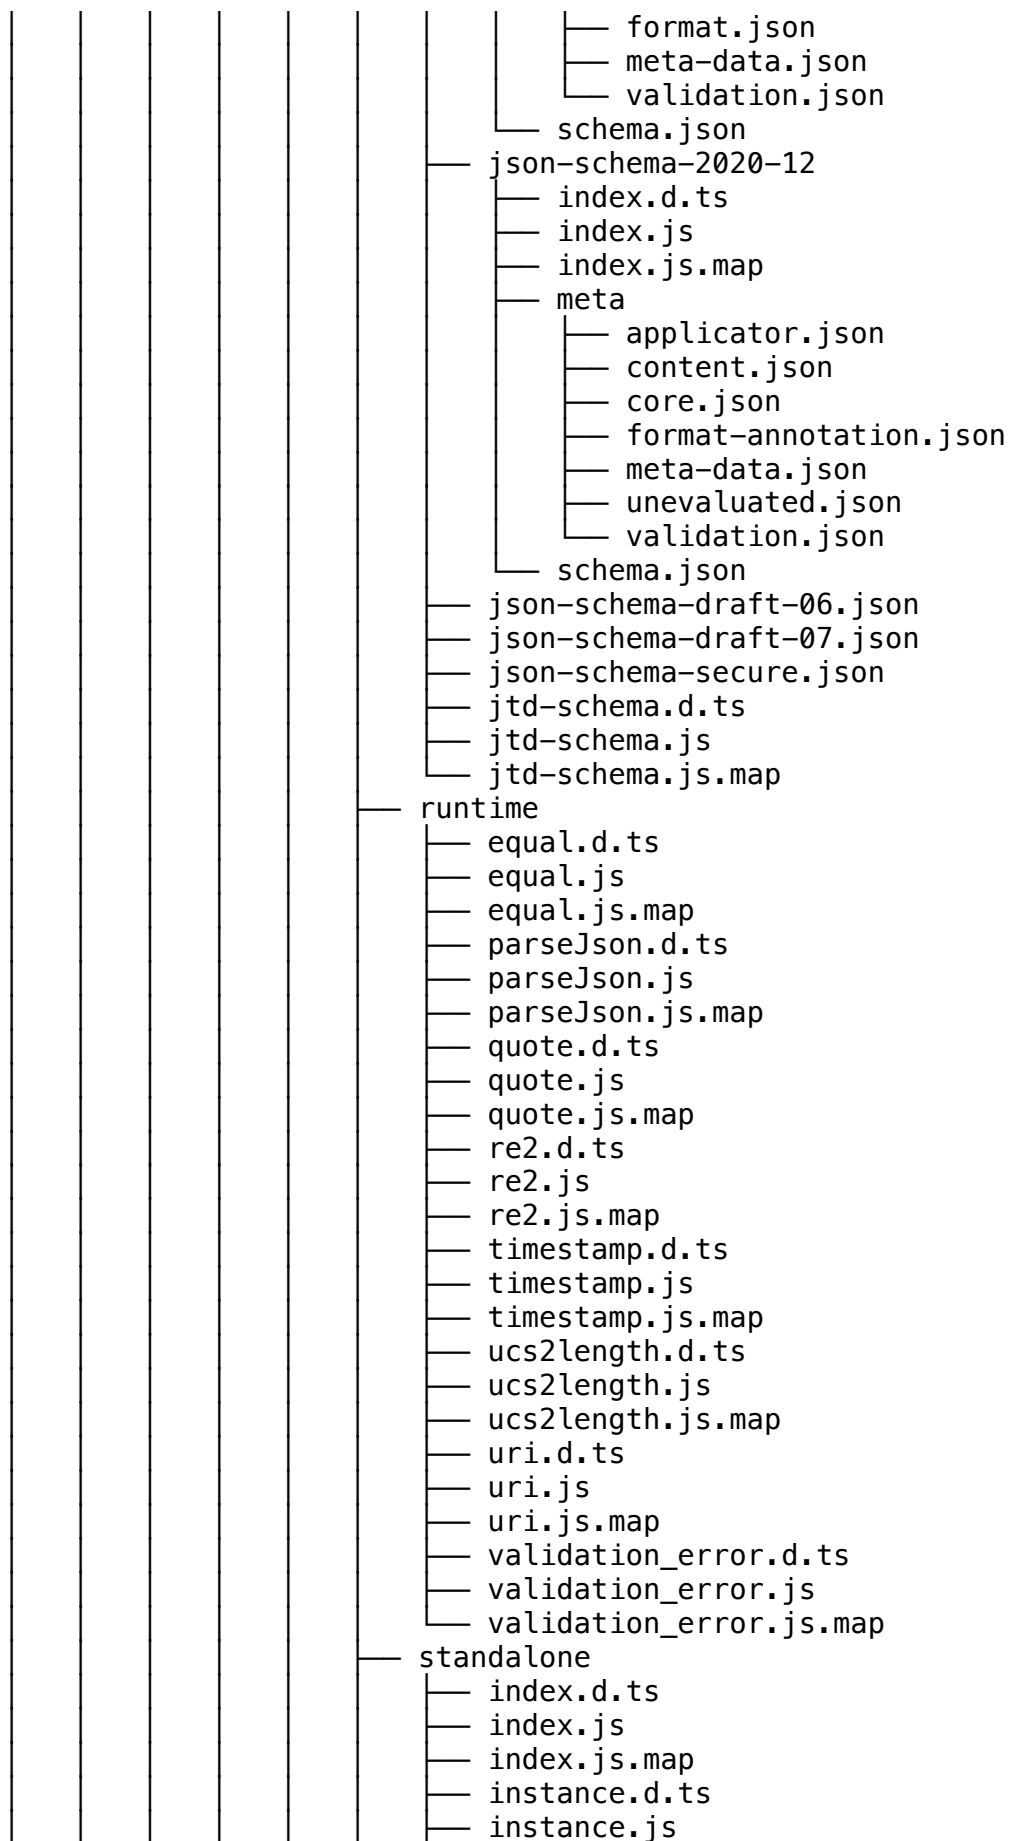 │   │   │   │   │   │   │   │   ├── format.json
│   │   │   │   │   │   │   │   ├── meta-data.json
│   │   │   │   │   │   │   │   └── validation.json
│   │   │   │   │   │   │   └── schema.json
│   │   │   │   │   │   ├── json-schema-2020-12
│   │   │   │   │   │   │   ├── index.d.ts
│   │   │   │   │   │   │   ├── index.js
│   │   │   │   │   │   │   ├── index.js.map
│   │   │   │   │   │   │   ├── meta
│   │   │   │   │   │   │   │   ├── applicator.json
│   │   │   │   │   │   │   │   ├── content.json
│   │   │   │   │   │   │   │   ├── core.json
│   │   │   │   │   │   │   │   ├── format-annotation.json
│   │   │   │   │   │   │   │   ├── meta-data.json
│   │   │   │   │   │   │   │   ├── unevaluated.json
│   │   │   │   │   │   │   │   └── validation.json
│   │   │   │   │   │   │   └── schema.json
│   │   │   │   │   │   ├── json-schema-draft-06.json
│   │   │   │   │   │   ├── json-schema-draft-07.json
│   │   │   │   │   │   ├── json-schema-secure.json
│   │   │   │   │   │   ├── jtd-schema.d.ts
│   │   │   │   │   │   ├── jtd-schema.js
│   │   │   │   │   │   └── jtd-schema.js.map
│   │   │   │   │   ├── runtime
│   │   │   │   │   │   ├── equal.d.ts
│   │   │   │   │   │   ├── equal.js
│   │   │   │   │   │   ├── equal.js.map
│   │   │   │   │   │   ├── parseJson.d.ts
│   │   │   │   │   │   ├── parseJson.js
│   │   │   │   │   │   ├── parseJson.js.map
│   │   │   │   │   │   ├── quote.d.ts
│   │   │   │   │   │   ├── quote.js
│   │   │   │   │   │   ├── quote.js.map
│   │   │   │   │   │   ├── re2.d.ts
│   │   │   │   │   │   ├── re2.js
│   │   │   │   │   │   ├── re2.js.map
│   │   │   │   │   │   ├── timestamp.d.ts
│   │   │   │   │   │   ├── timestamp.js
│   │   │   │   │   │   ├── timestamp.js.map
│   │   │   │   │   │   ├── ucs2length.d.ts
│   │   │   │   │   │   ├── ucs2length.js
│   │   │   │   │   │   ├── ucs2length.js.map
│   │   │   │   │   │   ├── uri.d.ts
│   │   │   │   │   │   ├── uri.js
│   │   │   │   │   │   ├── uri.js.map
│   │   │   │   │   │   ├── validation_error.d.ts
│   │   │   │   │   │   ├── validation_error.js
│   │   │   │   │   │   └── validation_error.js.map
│   │   │   │   │   ├── standalone
│   │   │   │   │   │   ├── index.d.ts
│   │   │   │   │   │   ├── index.js
│   │   │   │   │   │   ├── index.js.map
│   │   │   │   │   │   ├── instance.d.ts
│   │   │   │   │   │   ├── instance.js